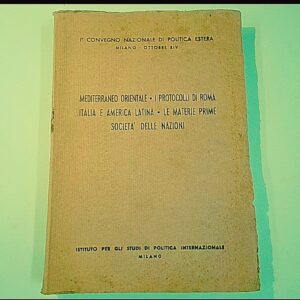 I° CONVEGNO NAZIONALE DI POLITICA ESTERA
MILANO OTTOBRE XIV
MEDITERRANEO ORIENTALE • I PROTOCOLLI DI ROMA
ITALIA E AMERICA LATINA • LE MATERIE PRIME
SOCIETA' DELLE NAZIONI
ISTITUTO PER GLI STUDI DI POLITICA INTERNAZIONALE
MILANO